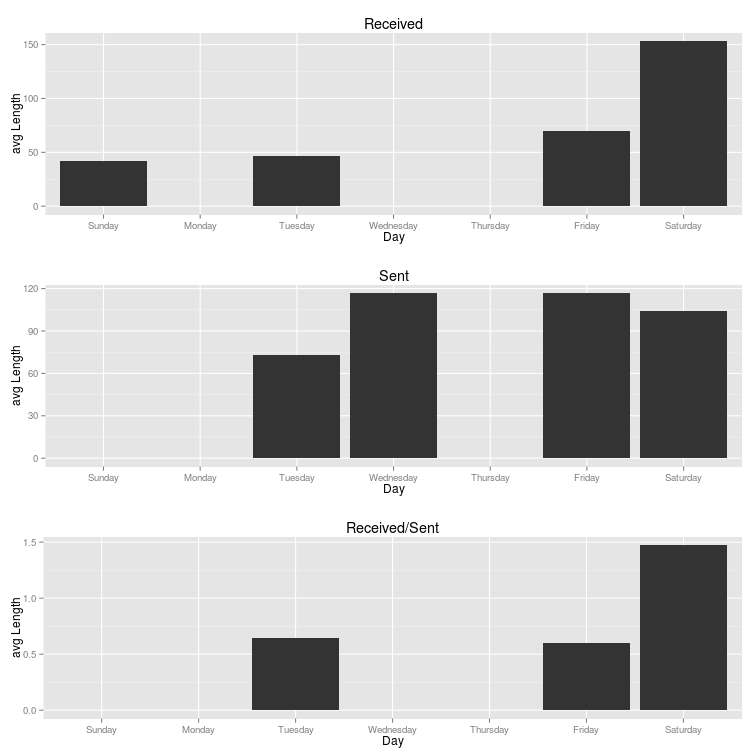 Received
avg Length
150
100
50
0
Sunday Monday Tuesday Wednesday Thursday Friday Saturday
Day
Sent
avg Length
120
90
60
30
0
Sunday Monday Tuesday Wednesday Thursday Friday Saturday
Day
Received/Sent
avg Length
1.5
1.0
0.5
0.0
Sunday Monday Tuesday Wednesday Thursday Friday Saturday
Day